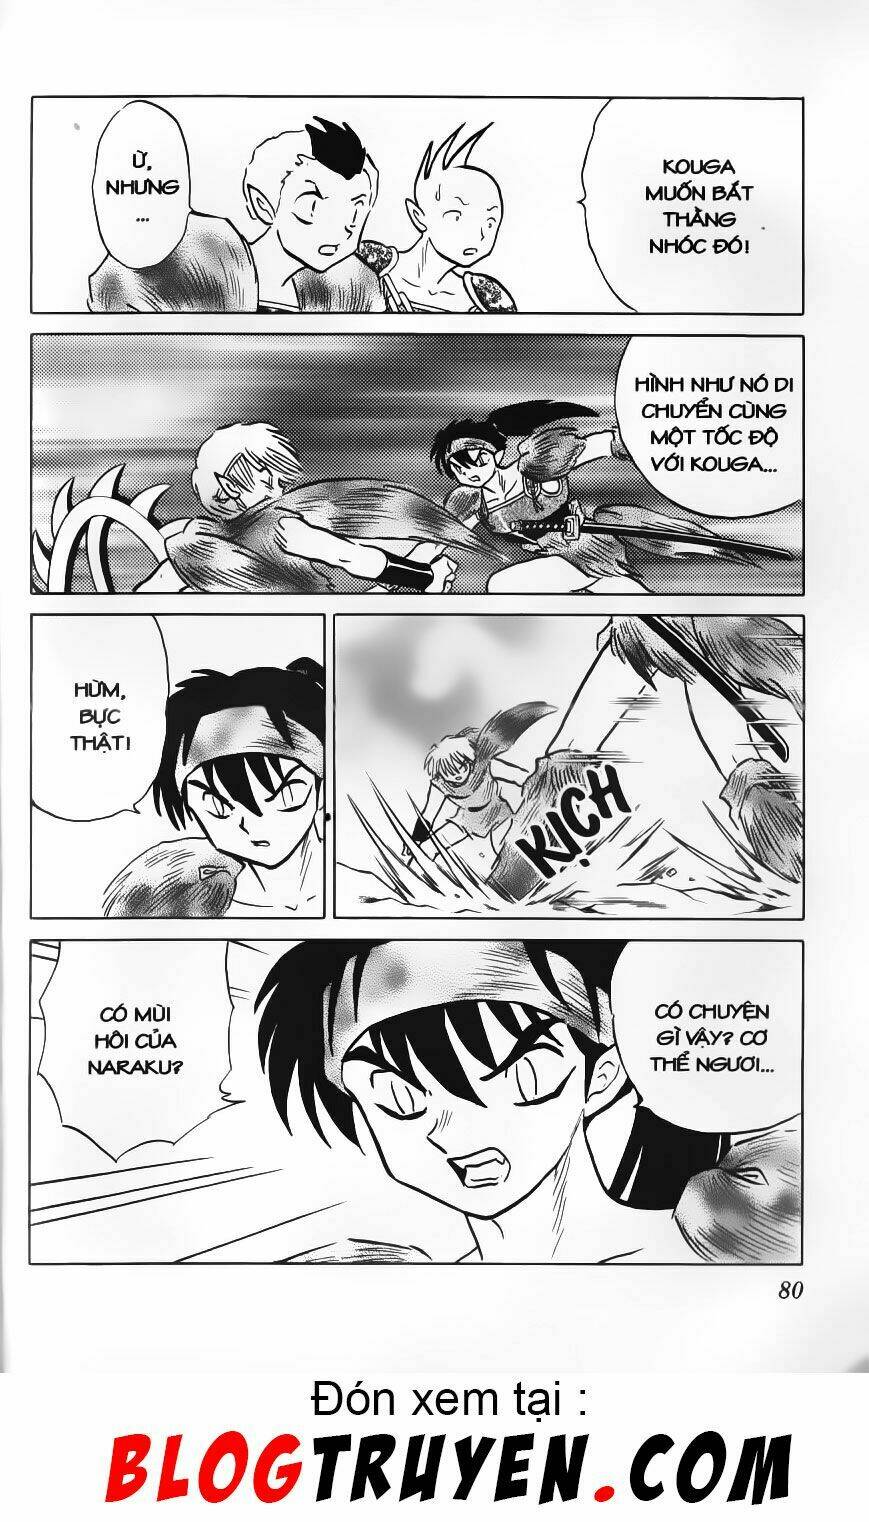 KOUGA
MUỐN BẮT
THẰNG
NHÓC ĐÓ!
Ừ,
NHƯNG
...
HÌNH NHƯ NÓ DI
CHUYỂN CÙNG
MỘT TỐC ĐỘ
VỚI KOUGA...
KỊCH
HỪM,
BỰC
THẬT!
CÓ CHUYỆN
GÌ VẬY? CƠ
THỂ NGƯƠI...
CÓ MÙI
HÔI CỦA
NARAKU?
80
Đón xem tại :
BLOGTRUYEN.COM